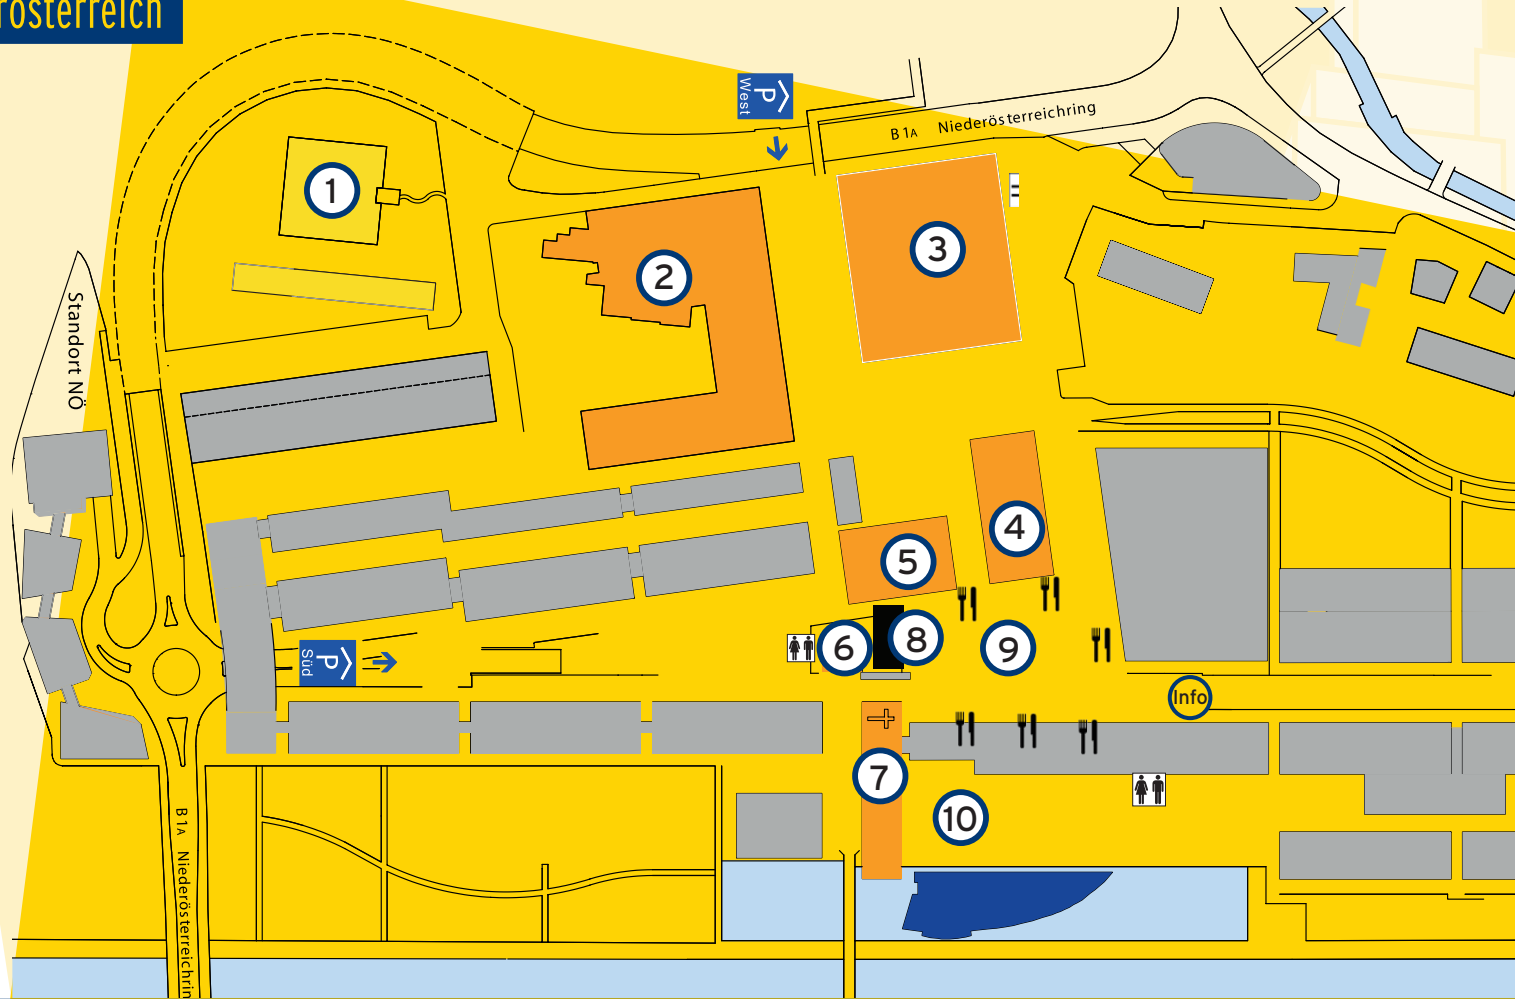 rösterreich
P
West
B 1A Niederösterreichring
1
2
3
Standort NÖ
4
5
6
8
9
P
Süd
Info
7
10
B 1A Niederösterreichrin